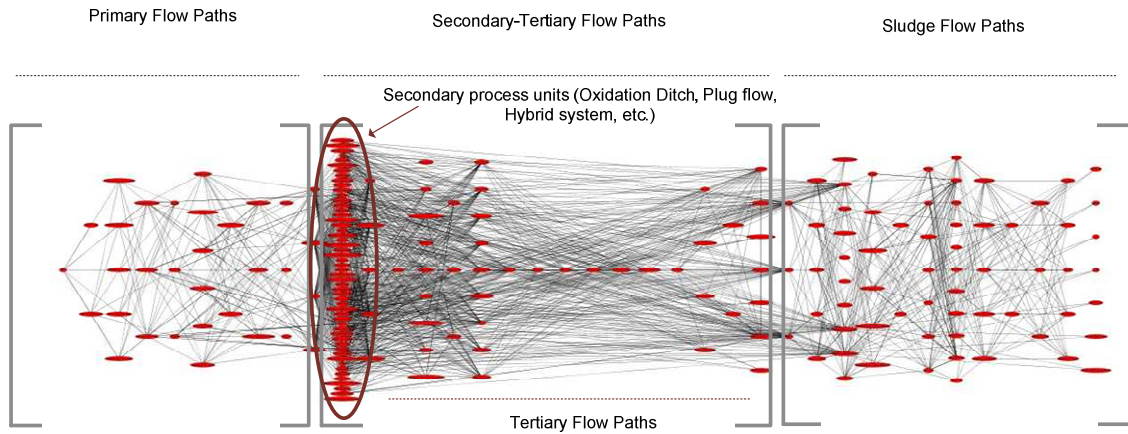 Primary Flow Paths
Secondary-Tertiary Flow Paths
Sludge Flow Paths
Secondary process units (Oxidation Ditch, Plug flow,
Hybrid system, etc.)
Tertiary Flow Paths